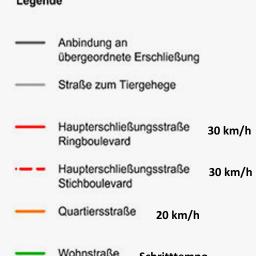 Legende
Anbindung an
übergeordnete Erschließung
Straße zum Tiergehege
Haupterschließungsstraße 30 km/h
Ringboulevard
Haupterschließungsstraße 30 km/h
Stichboulevard
Quartiersstraße 20 km/h
Wohnstraße Schritttempo